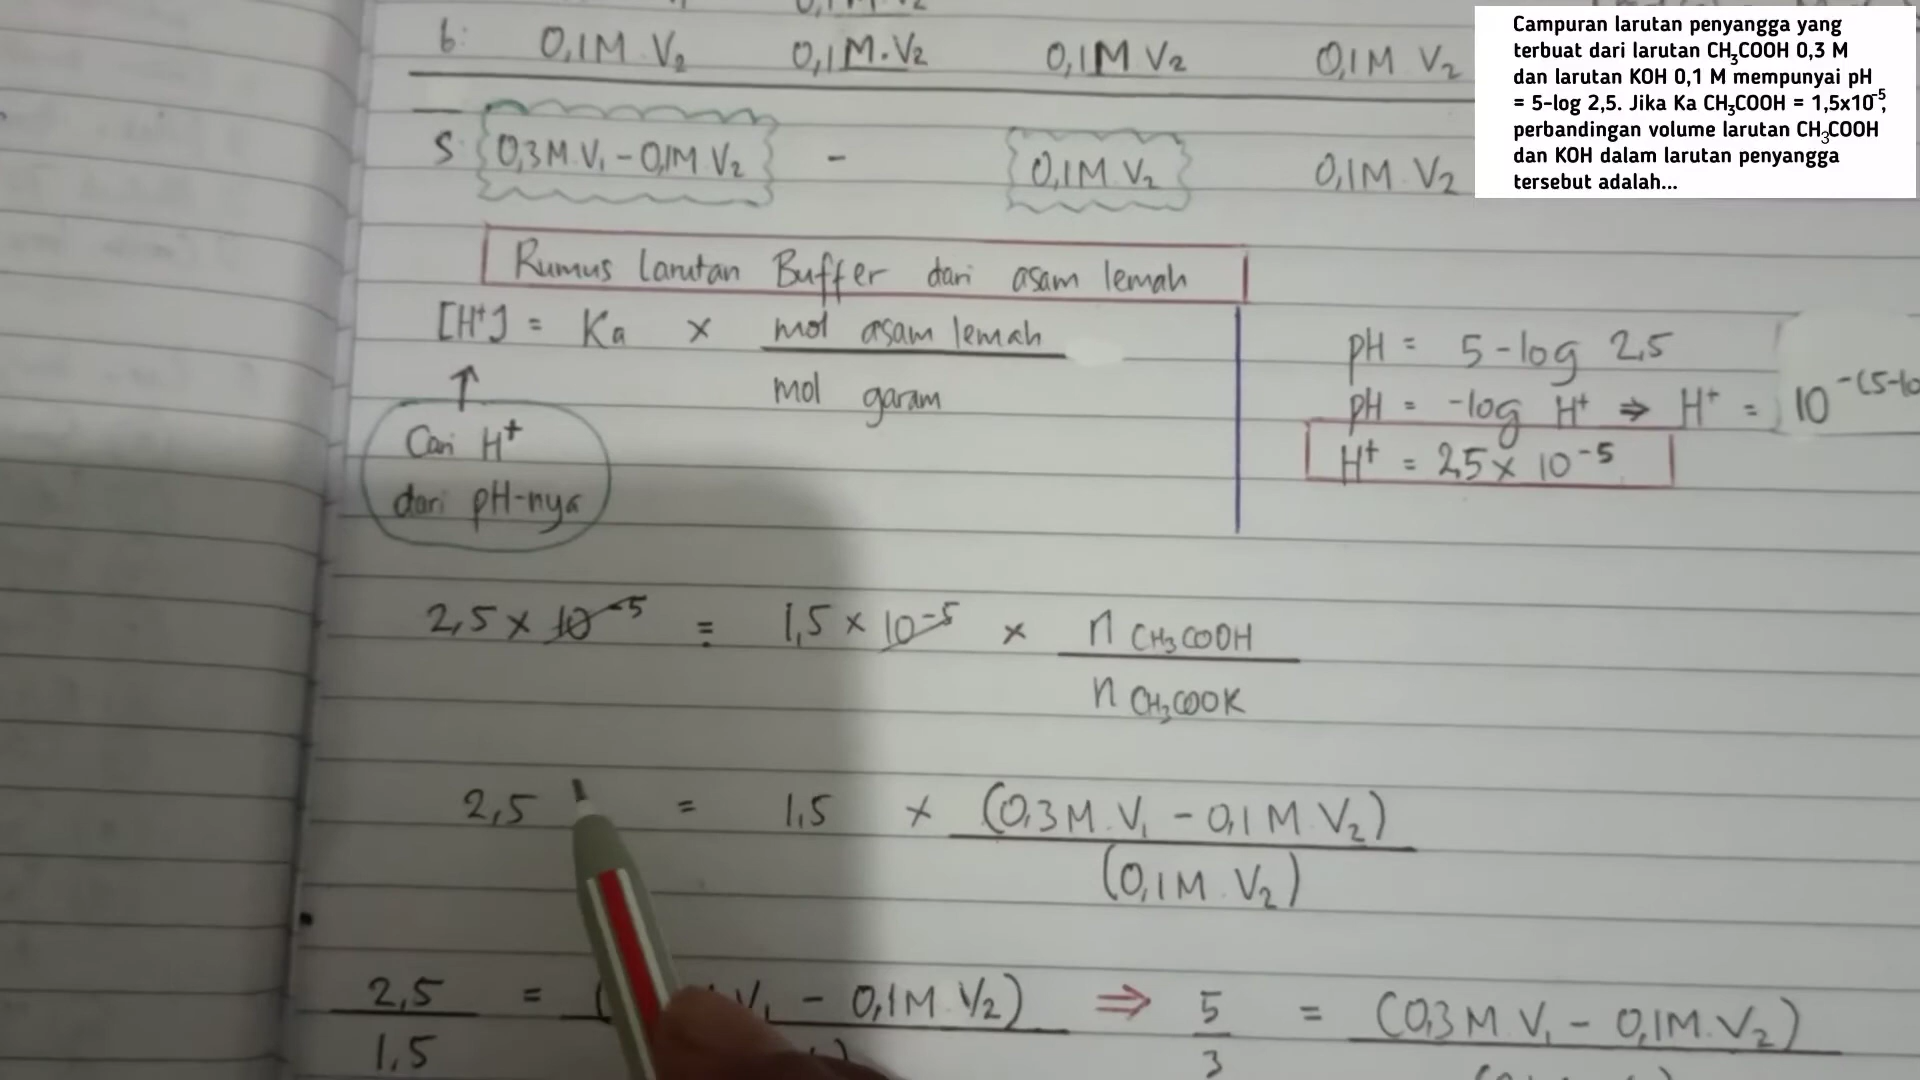 b: 0,1M.V₂ 0,1M.V₂ 0,1M V₂ 0,1M V₂
S 0,3M.V₁ - 0,1M.V₂ - 0,1M.V₂ 0,1M.V₂
Campuran larutan penyangga yang
terbuat dari larutan CH₃COOH 0,3 M
dan larutan KOH 0,1 M mempunyai pH
= 5-log 2,5. Jika Ka CH₃COOH = 1,5x10⁻⁵,
perbandingan volume larutan CH₃COOH
dan KOH dalam larutan penyangga
tersebut adalah...
Rumus larutan Buffer dari asam lemah
[H⁺] = Ka x mol asam lemah
mol garam
Cari H⁺
dari pH-nya
pH = 5-log 2,5
pH = -log H⁺ ⇒ H⁺ = 10
H⁺ = 2,5 x 10⁻⁵
2,5 x 10⁻⁵ = 1,5 x 10⁻⁵ x n CH₃COOH
n CH₃COOK
2,5 = 1,5 x (0,3M.V₁ - 0,1M.V₂)
(0,1M.V₂)
2,5 = ( V₁ - 0,1M.V₂) ⇒ 5 = (0,3M.V₁ - 0,1M.V₂)
1,5 3